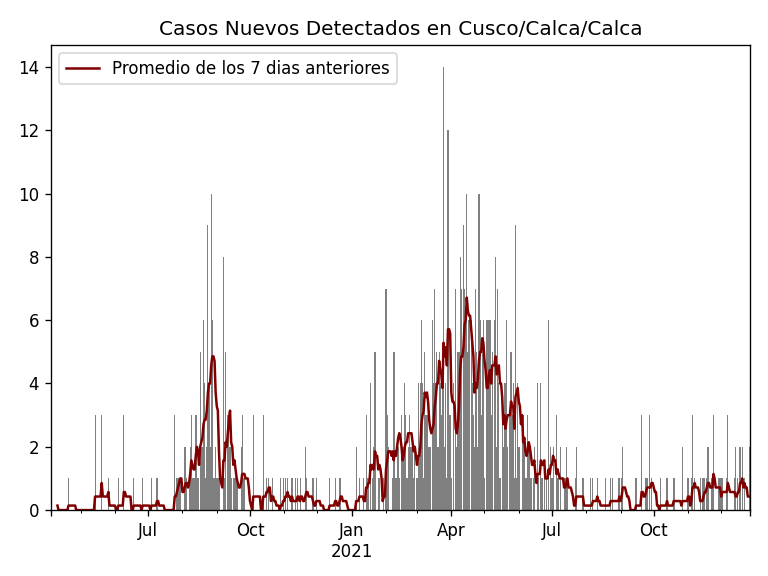 Casos Nuevos Detectados en Cusco/Calca/Calca
Promedio de los 7 dias anteriores
14
12
10
8
6
4
2
0
Jul
Oct
Jan
2021
Apr
Jul
Oct